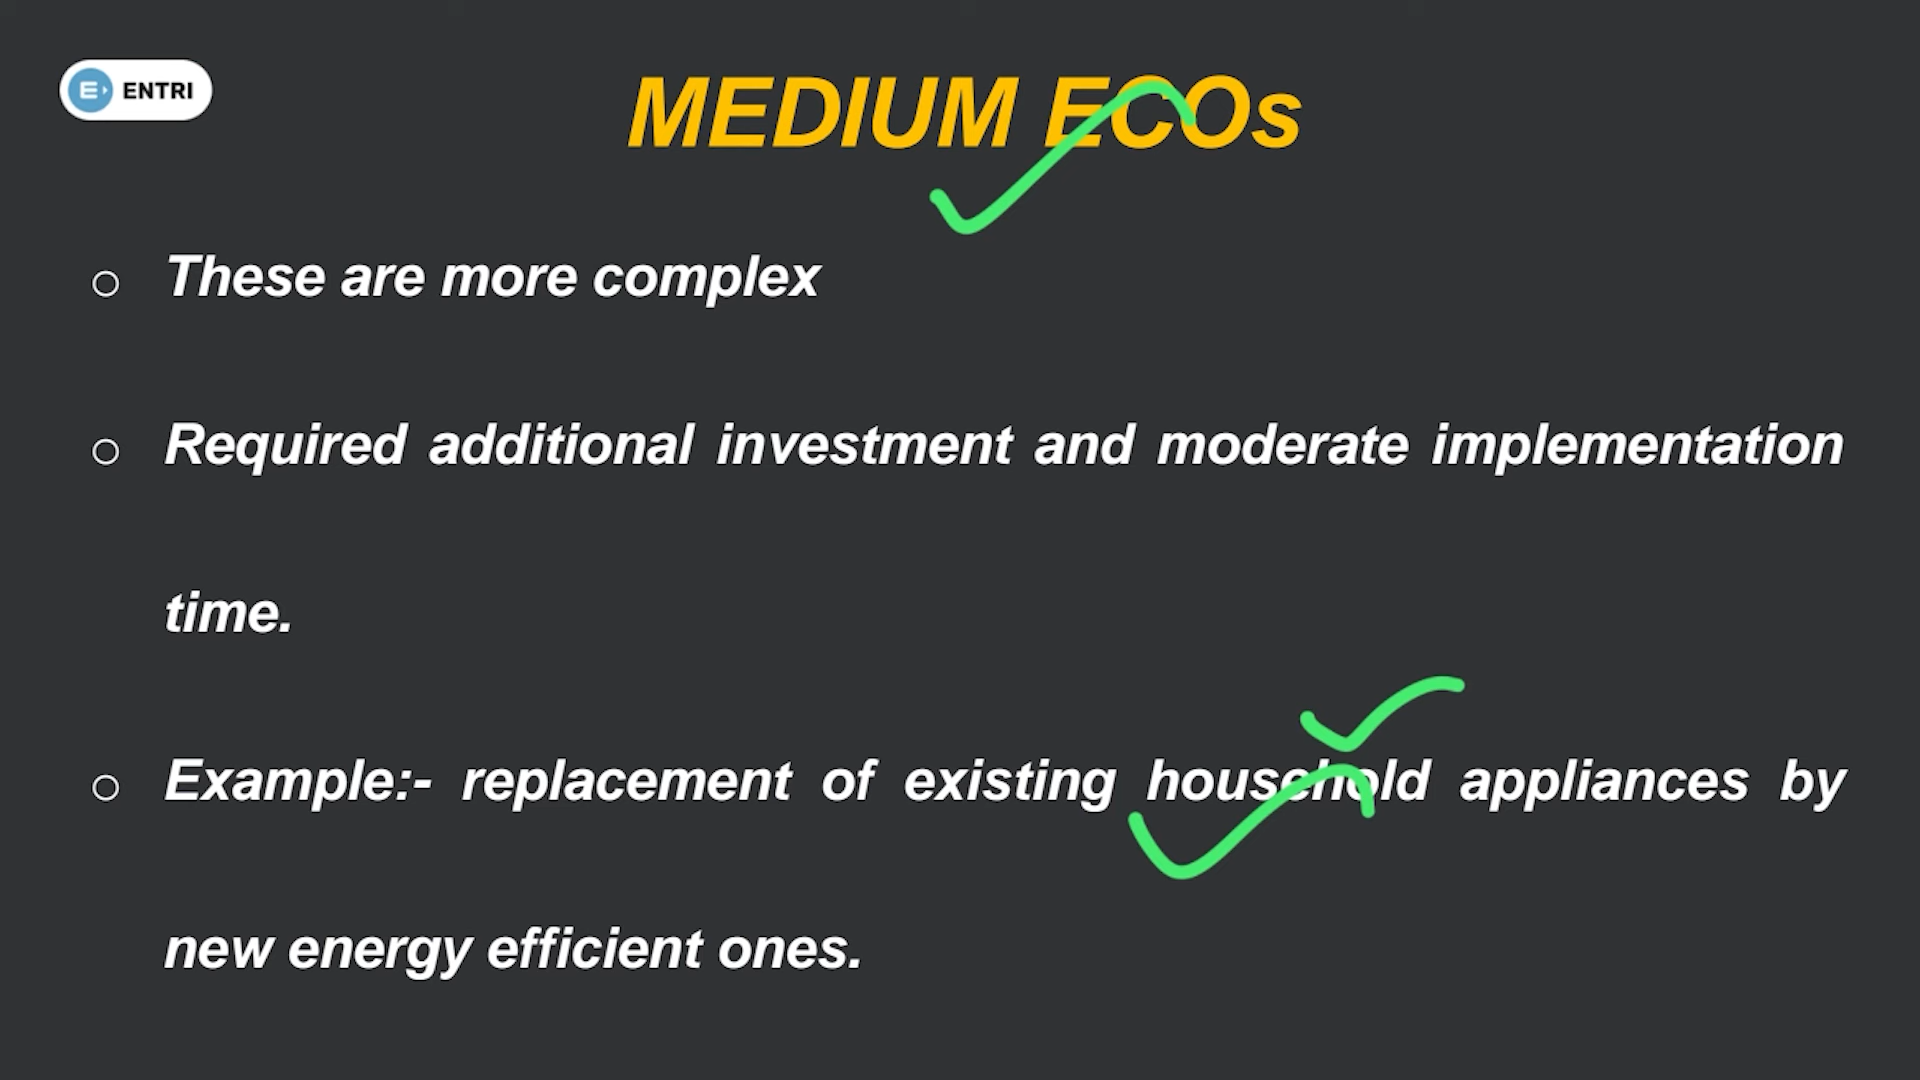 ENTRI
MEDIUM ECOs
These are more complex
Required additional investment and moderate implementation
time.
Example:- replacement of existing household appliances by
new energy efficient ones.